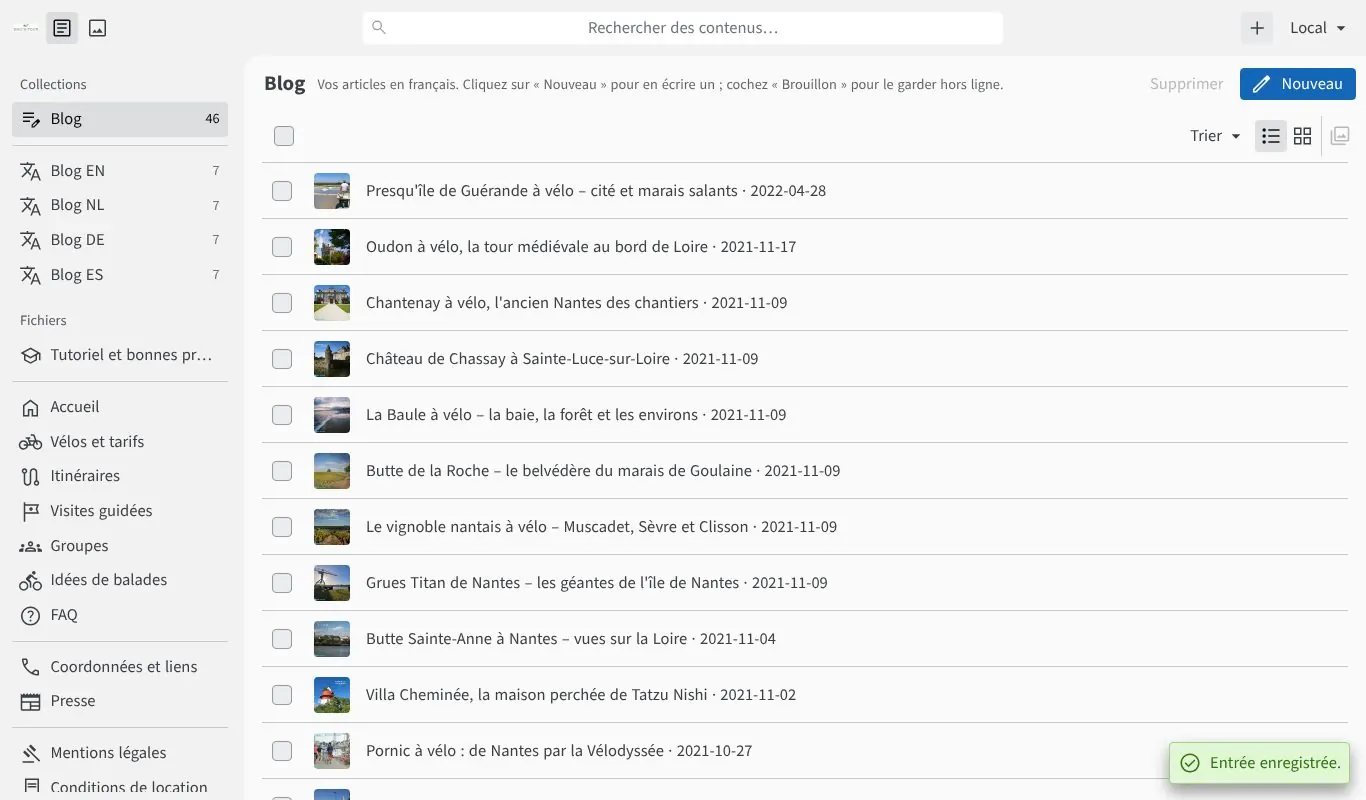 Rechercher des contenus…
Local
Collections
Blog 46
Blog EN 7
Blog NL 7
Blog DE 7
Blog ES 7
Fichiers
Tutoriel et bonnes pr…
Accueil
Vélos et tarifs
Itinéraires
Visites guidées
Groupes
Idées de balades
FAQ
Coordonnées et liens
Presse
Mentions légales
Conditions de location
Blog Vos articles en français. Cliquez sur « Nouveau » pour en écrire un ; cochez « Brouillon » pour le garder hors ligne.
Supprimer
Nouveau
Trier
Presqu'île de Guérande à vélo – cité et marais salants · 2022-04-28
Oudon à vélo, la tour médiévale au bord de Loire · 2021-11-17
Chantenay à vélo, l'ancien Nantes des chantiers · 2021-11-09
Château de Chassay à Sainte-Luce-sur-Loire · 2021-11-09
La Baule à vélo – la baie, la forêt et les environs · 2021-11-09
Butte de la Roche – le belvédère du marais de Goulaine · 2021-11-09
Le vignoble nantais à vélo – Muscadet, Sèvre et Clisson · 2021-11-09
Grues Titan de Nantes – les géantes de l'île de Nantes · 2021-11-09
Butte Sainte-Anne à Nantes – vues sur la Loire · 2021-11-04
Villa Cheminée, la maison perchée de Tatzu Nishi · 2021-11-02
Pornic à vélo : de Nantes par la Vélodyssée · 2021-10-27
Entrée enregistrée.